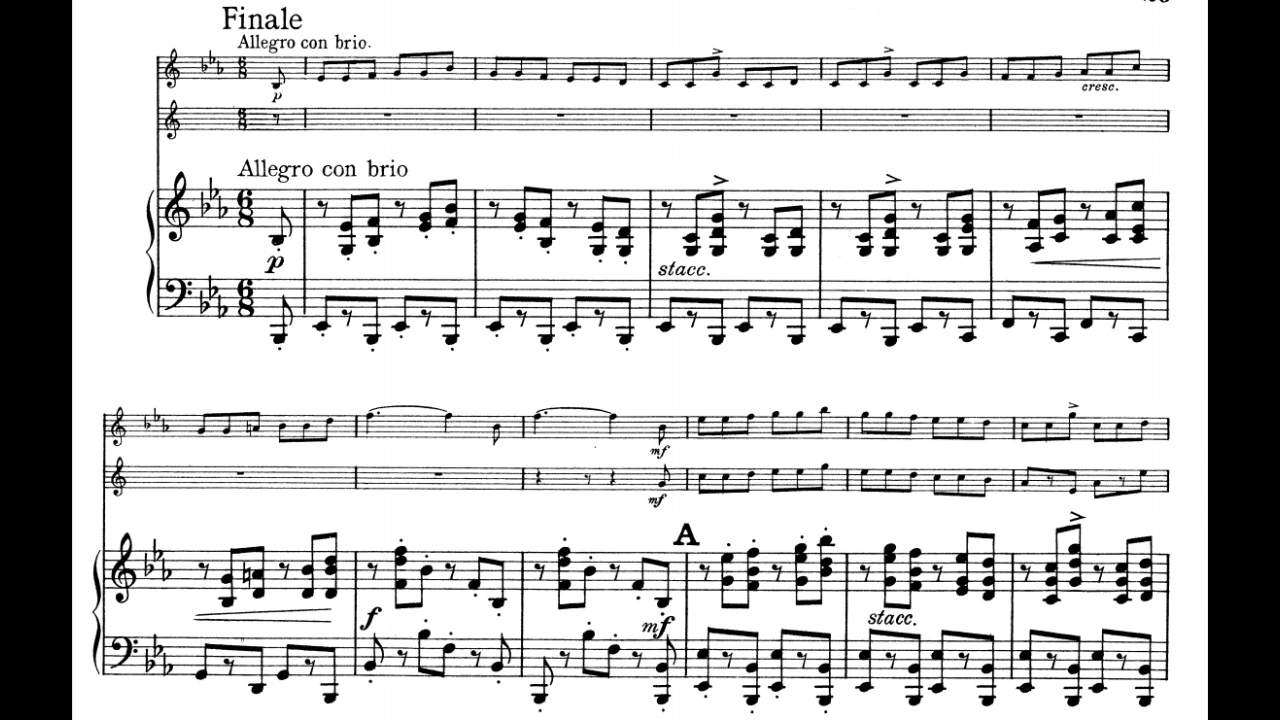 Finale
Allegro con brio.
p
cresc.
Allegro con brio
p
stacc.
mf
mf
A
f
mf
stacc.